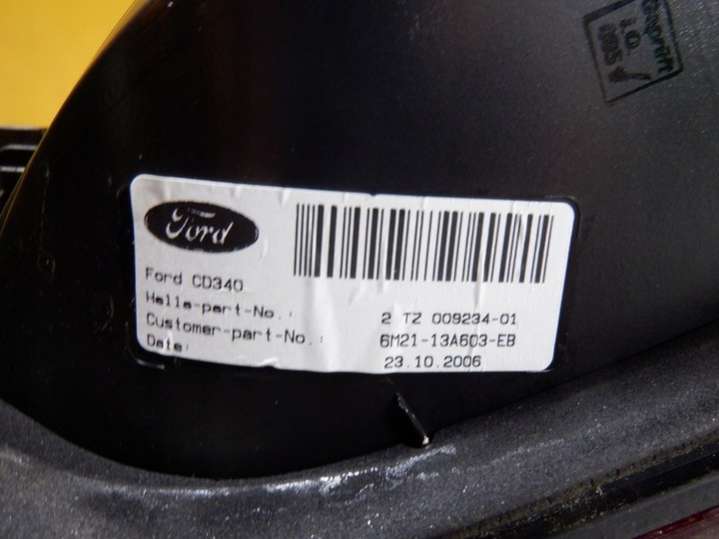 Geprüft
i.O
Ford
Ford CD340
Hella-part-No.: 2 TZ 009234-01
Customer-part-No.: 6M21-13A603-EB
Date: 23.10.2006